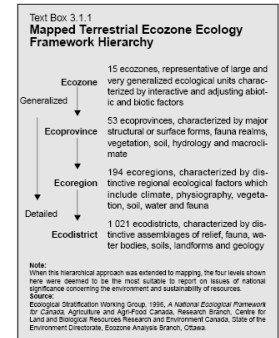 Text Box 3.1.1
Mapped Terrestrial Ecozone Ecology
Framework Hierarchy
Ecozone
15 ecozones, representative of large and
very generalized ecological units charac-
terized by interactive and adjusting abiot-
ic and biotic factors
Generalized
Ecoprovince
53 ecoprovinces, characterized by major
structural or surface forms, fauna realms,
vegetation, soil, hydrology and macrocli-
mate
Ecoregion
194 ecoregions, characterized by dis-
tinctive regional ecological factors which
include climate, physiography, vegeta-
tion, soil, water and fauna
Detailed
Ecodistrict
1 021 ecodistricts, characterized by dis-
tinctive assemblages of relief, fauna, wa-
ter bodies, soils, landforms and geology
Note:
When this hierarchical approach was extended to mapping, the four levels shown
here were deemed to be the most suitable to report on issues of national
significance concerning the environment and sustainability of resources.
Source:
Ecological Stratification Working Group, 1996, A National Ecological Framework
for Canada, Agriculture and Agri-Food Canada, Research Branch, Centre for
Land and Biological Resources Research and Environment Canada, State of the
Environment Directorate, Ecozone Analysis Branch, Ottawa.